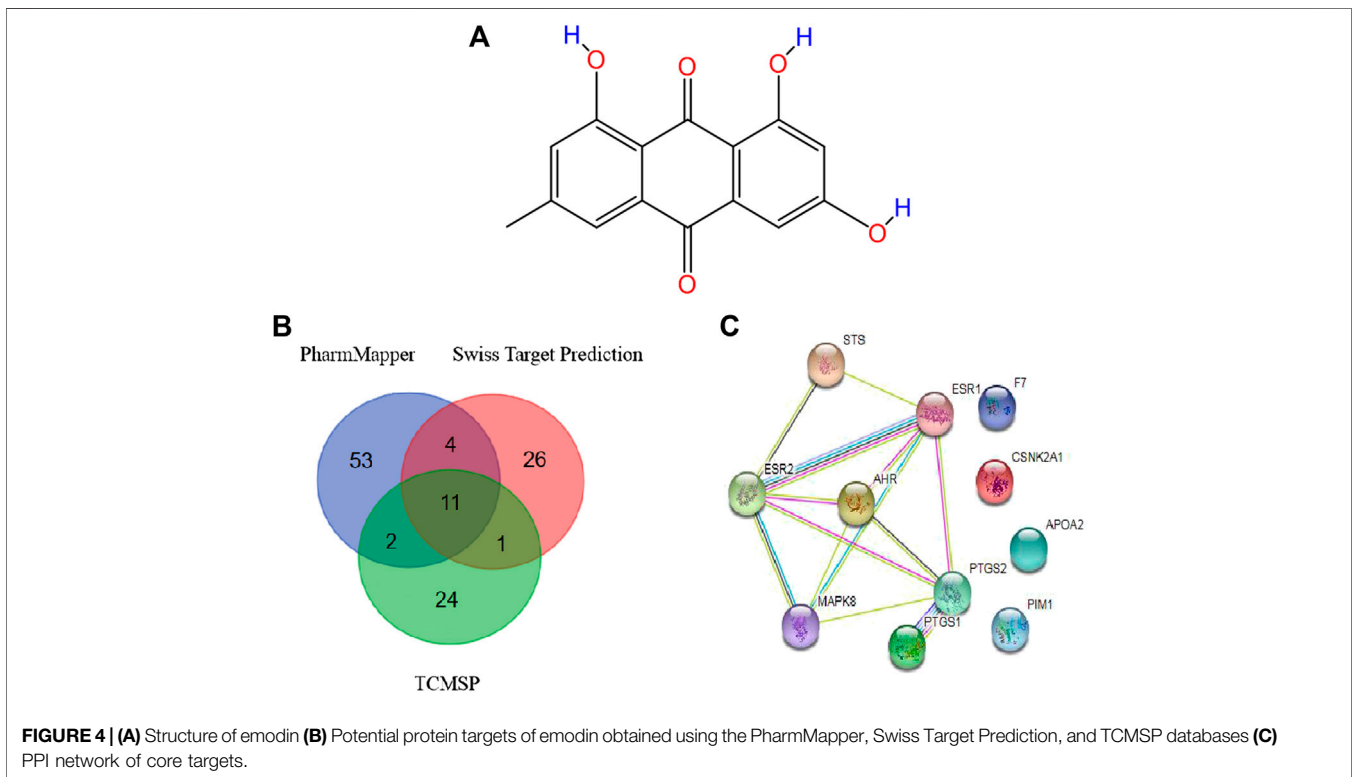 A
H
O
O
H
O
H
O
O
B
PharmMapper
Swiss Target Prediction
53
4
26
11
2
1
24
TCMSP
C
STS
ESR1
F7
CSNK2A1
ESR2
AHR
APOA2
PTGS2
MAPK8
PTGS1
PIM1
FIGURE 4 | (A) Structure of emodin (B) Potential protein targets of emodin obtained using the PharmMapper, Swiss Target Prediction, and TCMSP databases (C)
PPI network of core targets.